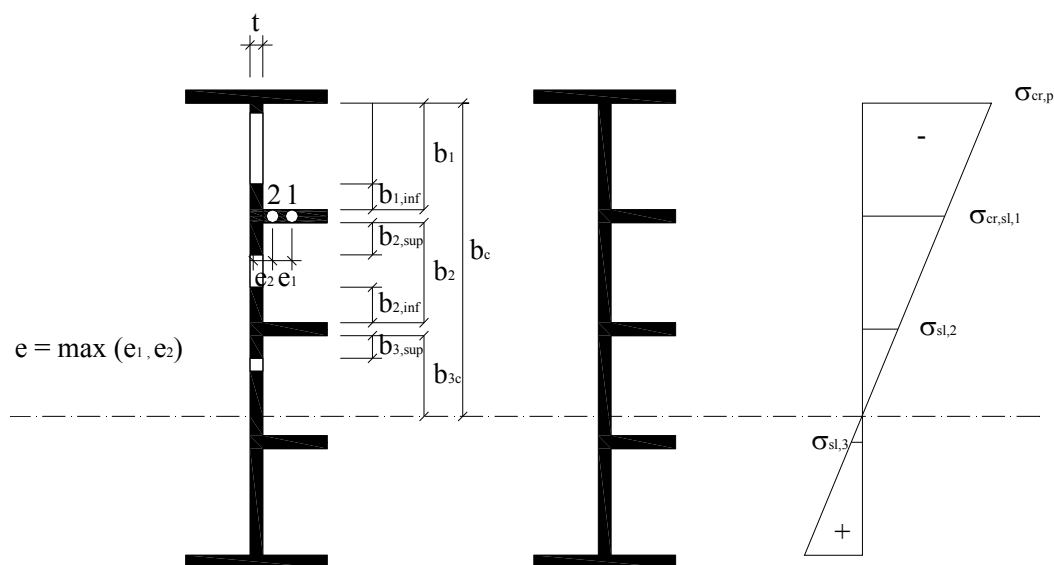 t
σcr,p
-
b₁
b₁,inf
2 1
σcr,sl,1
b₂,sup
bc
e₂ e₁
b₂
b₂,inf
σsl,2
e = max (e₁ , e₂)
b₃,sup
b₃c
σsl,3
+